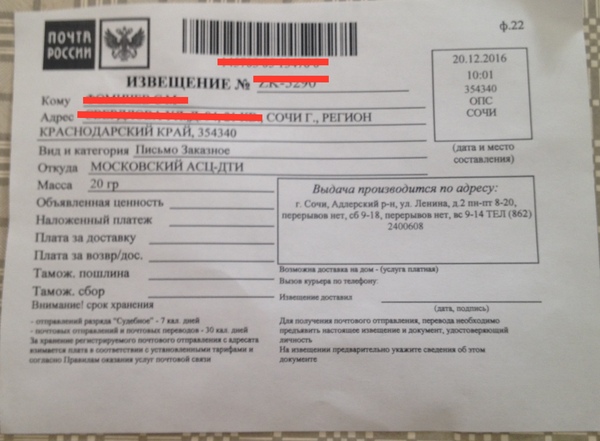 ПОЧТА
РОССИИ
ф.22
ИЗВЕЩЕНИЕ №
20.12.2016
10:01
354340
ОПС
СОЧИ
(дата и место
составления)
Кому
Адрес СОЧИ Г., РЕГИОН
КРАСНОДАРСКИЙ КРАЙ, 354340
Вид и категория Письмо Заказное
Откуда МОСКОВСКИЙ АСЦ-ДТИ
Масса 20 гр
Объявленная ценность
Наложенный платеж
Плата за доставку
Плата за возвр/дос.
Тамож. пошлина
Тамож. сбор
Выдача производится по адресу:
г. Сочи, Адлерский р-н, ул. Ленина, д.2 пн-пт 8-20,
перерывов нет, сб 9-18, перерывов нет, вс 9-14 ТЕЛ (862)
2400608
Возможна доставка на дом - (услуга платная)
Вызов курьера по телефону:
Извещение доставил
(дата, подпись)
Внимание! срок хранения
- отправлений разряда "Судебное" - 7 кал. дней
- почтовых отправлений и почтовых переводов - 30 кал. дней
За хранение регистрируемого почтового отправления с адресата
взимается плата в соответствии с установленными тарифами и
согласно Правилам оказания услуг почтовой связи
Для получения почтового отправления, перевода необходимо
предъявить настоящее извещение и документ, удостоверяющий
личность
На извещении предварительно укажите сведения об этом
документе